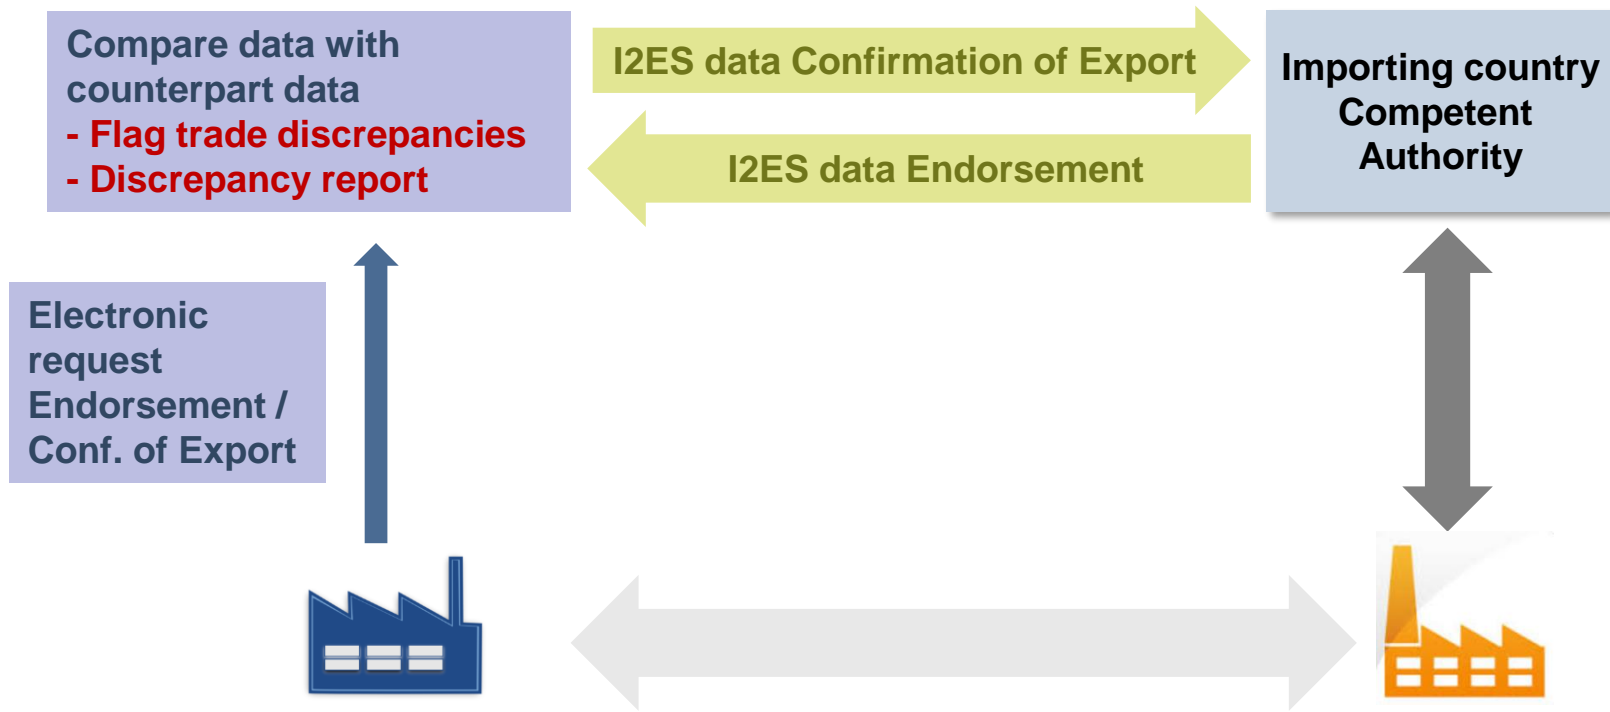 Compare data with
counterpart data
- Flag trade discrepancies
- Discrepancy report
I2ES data Confirmation of Export
I2ES data Endorsement
Importing country
Competent
Authority
Electronic
request
Endorsement /
Conf. of Export